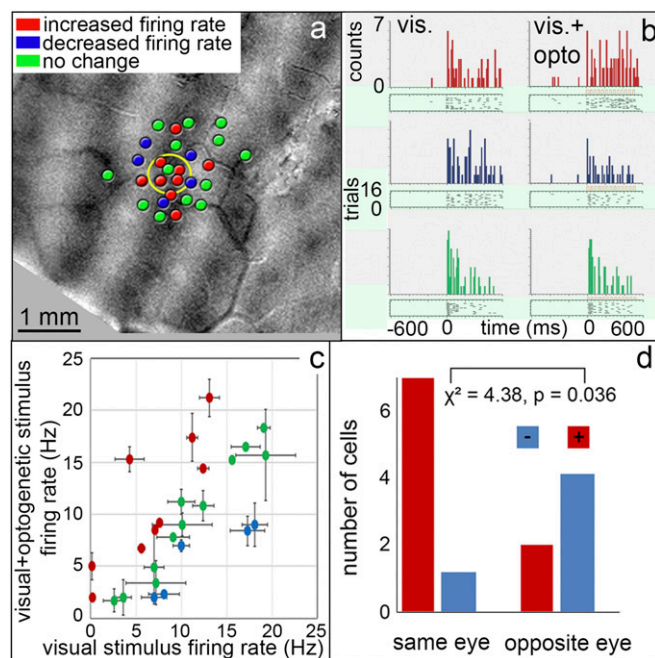 increased firing rate
decreased firing rate
no change
a
1 mm
vis.
vis.+
opto
b
7
counts
0
trials
16
0
-600
0
time
(ms)
0
600
c
25
20
15
10
5
0
visual+optogenetic stimulus
firing rate (Hz)
0
5
10
15
20
25
visual stimulus firing rate (Hz)
d
χ² = 4.38, p = 0.036
-
+
6
4
2
0
number of cells
same eye
opposite eye